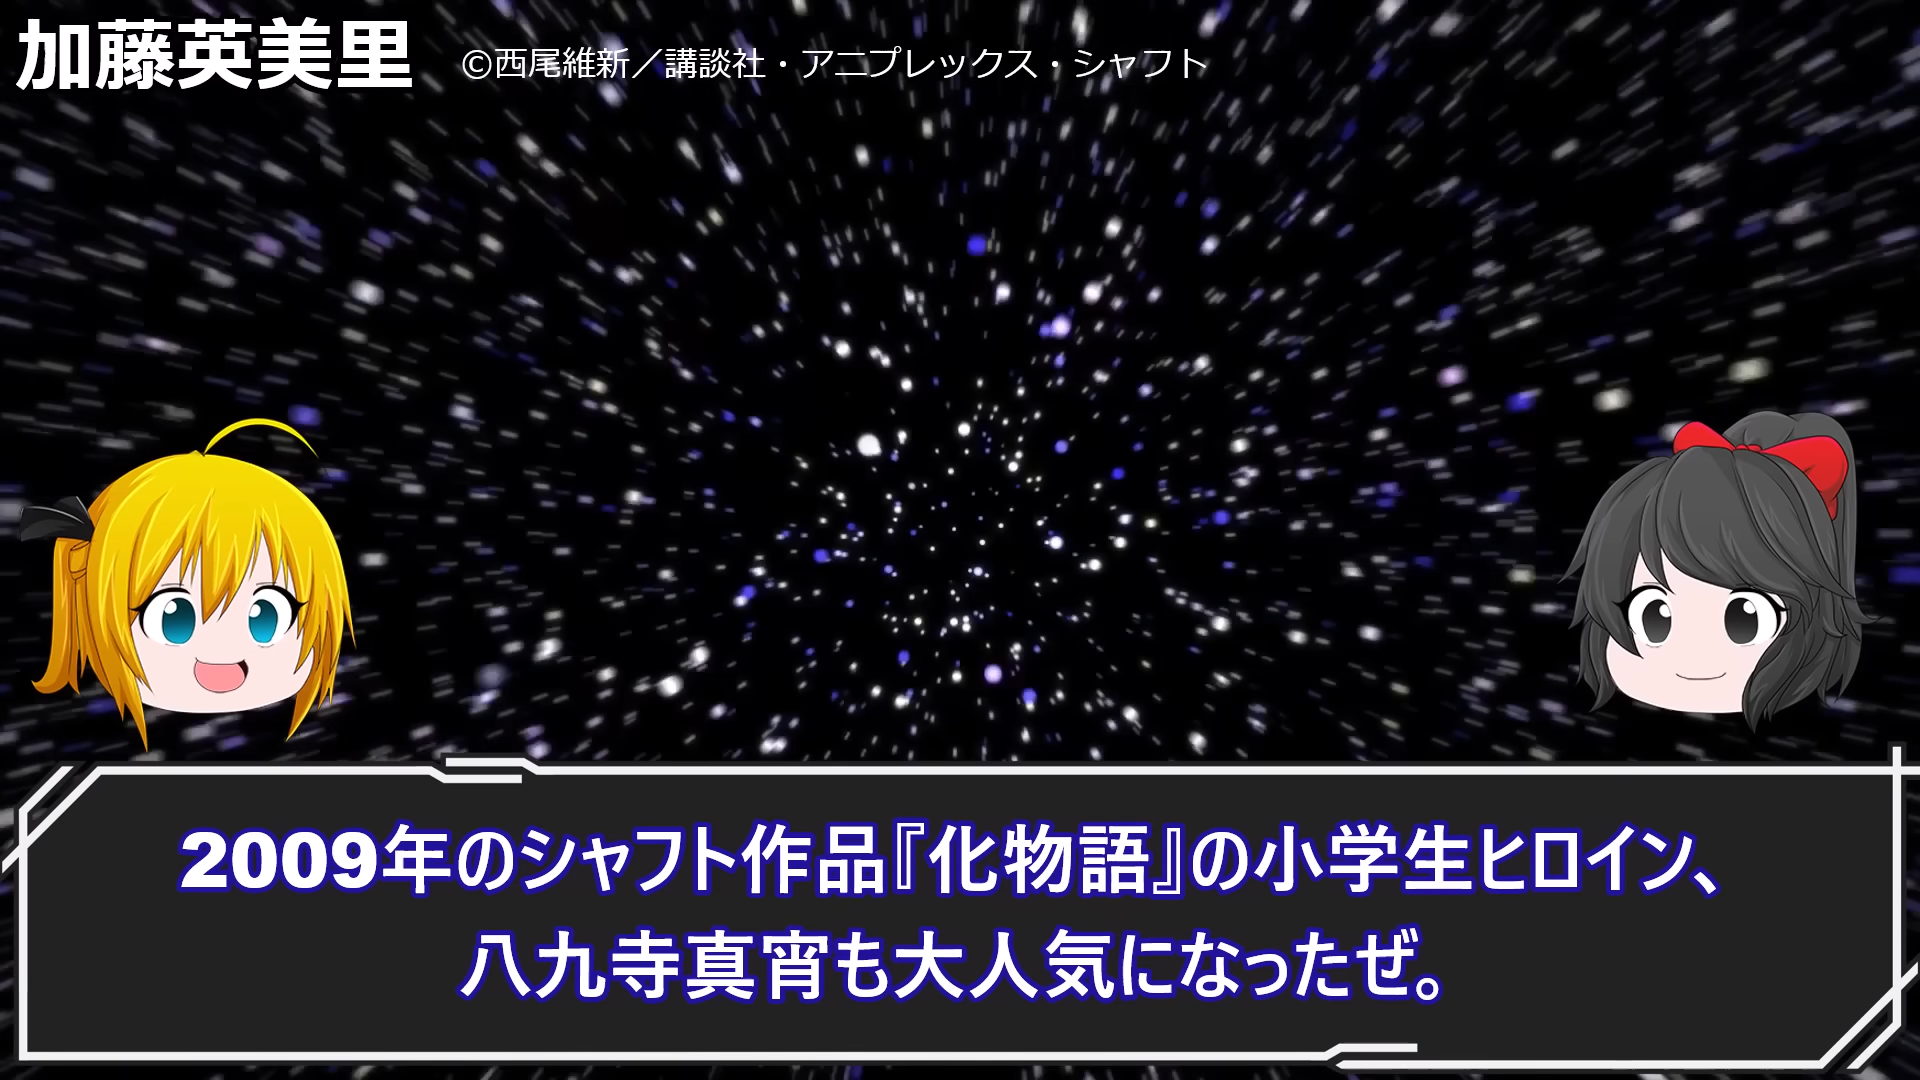 加藤英美里
©西尾維新／講談社・アニプレックス・シャフト
2009年のシャフト作品『化物語』の小学生ヒロイン、
八九寺真宵も大人気になったぜ。